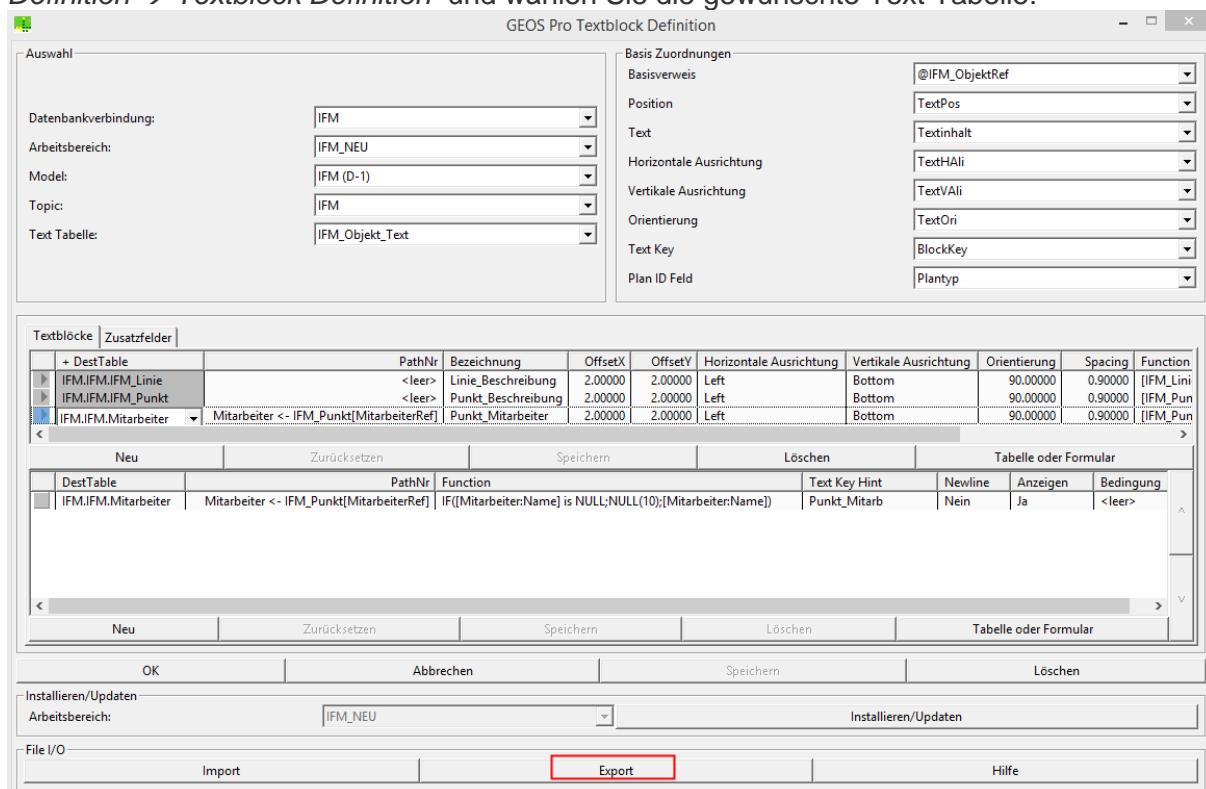 Definition → Textblock Definition und wählen Sie die gewünschte Text Tabelle.
GEOS Pro Textblock Definition
Auswahl
Datenbankverbindung: IFM
Arbeitsbereich: IFM_NEU
Model: IFM (D-1)
Topic: IFM
Text Tabelle: IFM_Objekt_Text
Basis Zuordnungen
Basisverweis @IFM_ObjektRef
Position TextPos
Text Textinhalt
Horizontale Ausrichtung TextHAli
Vertikale Ausrichtung TextVAli
Orientierung TextOri
Text Key BlockKey
Plan ID Feld Plantyp
Textblöcke Zusatzfelder
+ DestTable PathNr Bezeichnung OffsetX OffsetY Horizontale Ausrichtung Vertikale Ausrichtung Orientierung Spacing Function
IFM.IFM.IFM_Linie <leer> Linie_Beschreibung 2.00000 2.00000 Left Bottom 90.00000 0.90000 [IFM_Lini
IFM.IFM.IFM_Punkt <leer> Punkt_Beschreibung 2.00000 2.00000 Left Bottom 90.00000 0.90000 [IFM_Pun
IFM.IFM.Mitarbeiter Mitarbeiter <- IFM_Punkt[MitarbeiterRef] Punkt_Mitarbeiter 2.00000 2.00000 Left Bottom 90.00000 0.90000 [IFM_Pun
Neu Zurücksetzen Speichern Löschen Tabelle oder Formular
DestTable PathNr Function Text Key Hint Newline Anzeigen Bedingung
IFM.IFM.Mitarbeiter Mitarbeiter <- IFM_Punkt[MitarbeiterRef] IF([Mitarbeiter:Name] is NULL;NULL(10);[Mitarbeiter:Name]) Punkt_Mitarb Nein Ja <leer>
Neu Zurücksetzen Speichern Löschen Tabelle oder Formular
OK Abbrechen Speichern Löschen
Installieren/Updaten
Arbeitsbereich: IFM_NEU Installieren/Updaten
File I/O
Import Export Hilfe